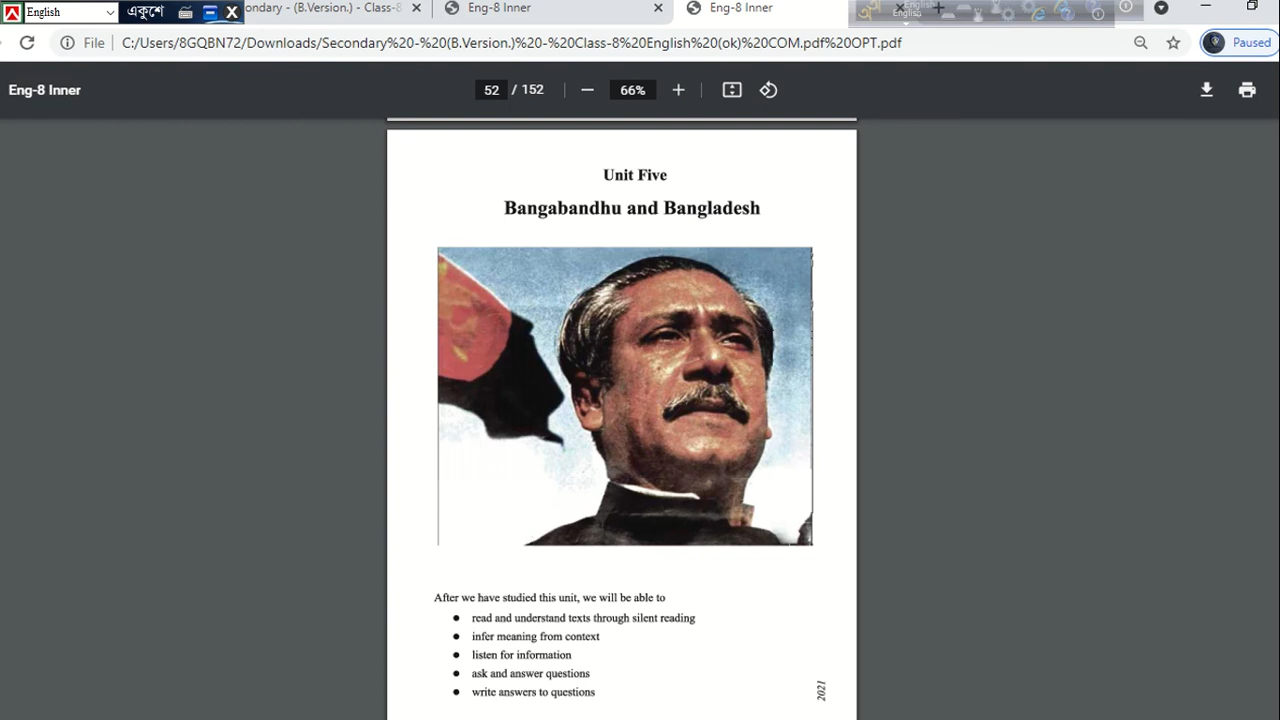 English
একুশে
ondary - (B.Version.) - Class-8
Eng-8 Inner
Eng-8 Inner
English
English
File
C:/Users/8GQBN72/Downloads/Secondary%20-%20(B.Version.)%20-%20Class-8%20English%20(ok)%20COM.pdf%20OPT.pdf
Paused
Eng-8 Inner
52 / 152
66%
Unit Five
Bangabandhu and Bangladesh
After we have studied this unit, we will be able to
● read and understand texts through silent reading
● infer meaning from context
● listen for information
● ask and answer questions
● write answers to questions
2021